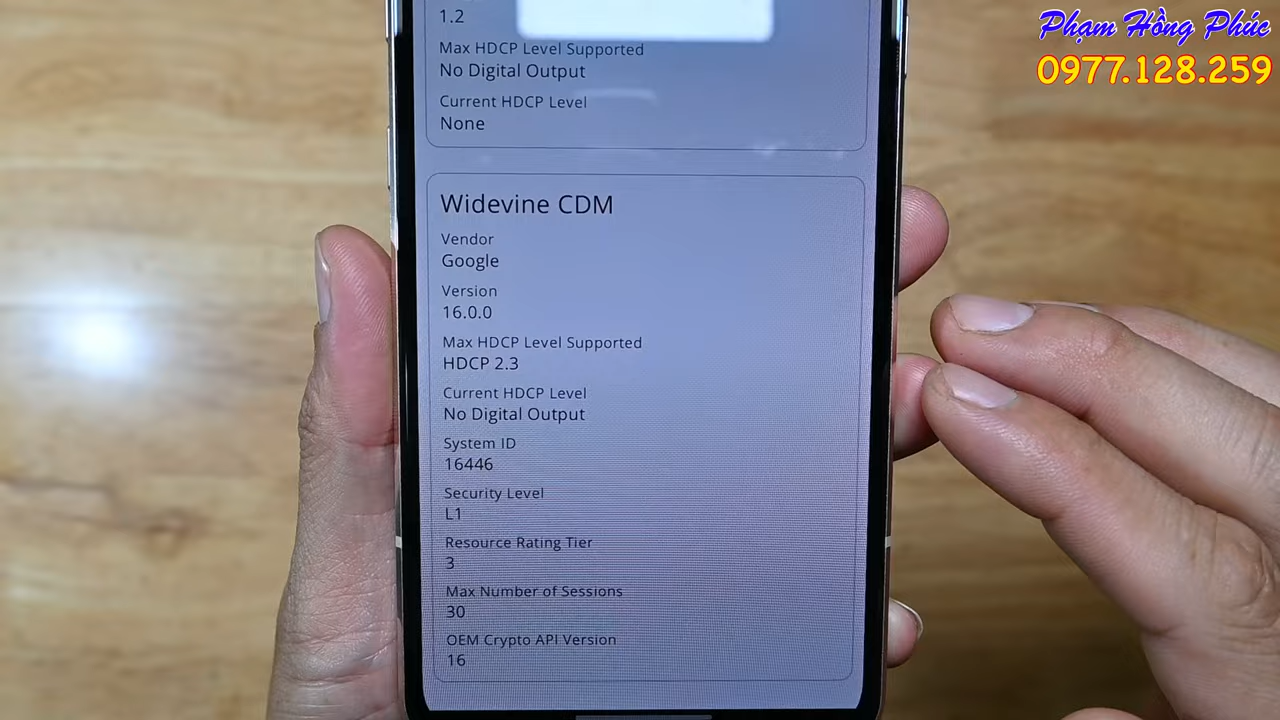 Phạm Hồng Phúc
0977.128.259
1.2
Max HDCP Level Supported
No Digital Output
Current HDCP Level
None
Widevine CDM
Vendor
Google
Version
16.0.0
Max HDCP Level Supported
HDCP 2.3
Current HDCP Level
No Digital Output
System ID
16446
Security Level
L1
Resource Rating Tier
3
Max Number of Sessions
30
OEM Crypto API Version
16